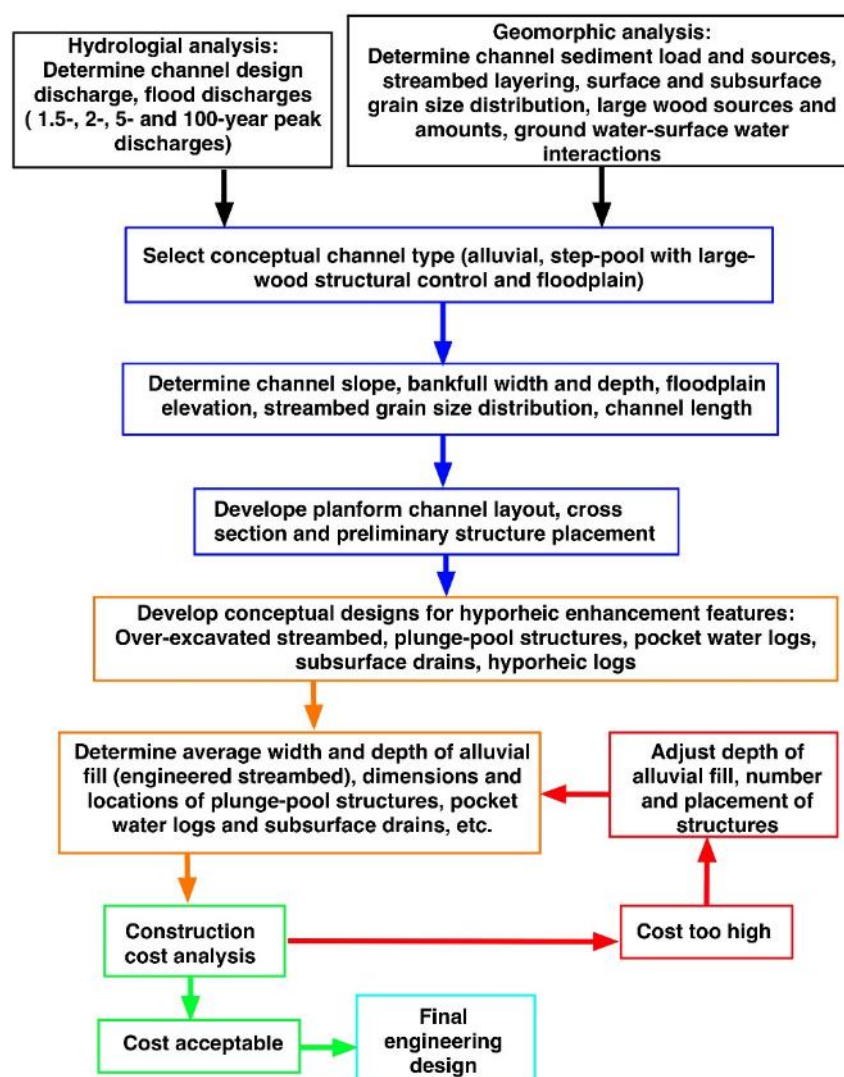 Hydrologial analysis:
Determine channel design
discharge, flood discharges
( 1.5-, 2-, 5- and 100-year peak
discharges)
Geomorphic analysis:
Determine channel sediment load and sources,
streambed layering, surface and subsurface
grain size distribution, large wood sources and
amounts, ground water-surface water
interactions
Select conceptual channel type (alluvial, step-pool with large-
wood structural control and floodplain)
Determine channel slope, bankfull width and depth, floodplain
elevation, streambed grain size distribution, channel length
Develope planform channel layout, cross
section and preliminary structure placement
Develop conceptual designs for hyporheic enhancement features:
Over-excavated streambed, plunge-pool structures, pocket water logs,
subsurface drains, hyporheic logs
Determine average width and depth of alluvial
fill (engineered streambed), dimensions and
locations of plunge-pool structures, pocket
water logs and subsurface drains, etc.
Adjust depth of
alluvial fill, number
and placement of
structures
Construction
cost analysis
Cost too high
Cost acceptable
Final
engineering
design